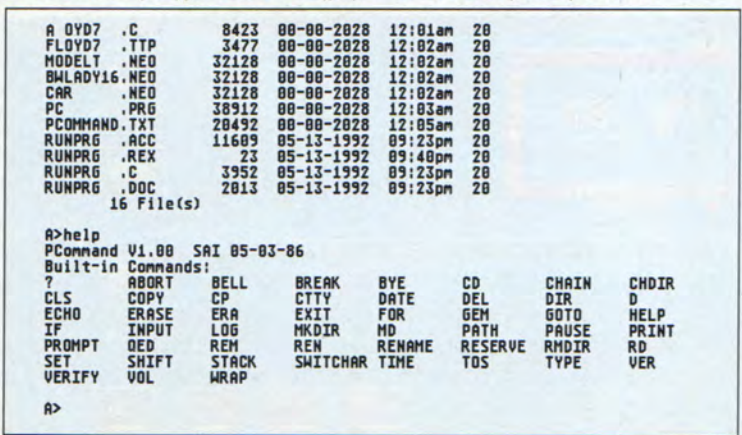 A OYD7  .C        8423  00-00-2028  12:01am  20
FLOYD7  .TTP      3477  00-00-2028  12:02am  20
MODELT  .NEO     32128  00-00-2028  12:02am  20
BWLADY16.NEO     32128  00-00-2028  12:02am  20
CAR     .NEO     32128  00-00-2028  12:02am  20
PC      .PRG     38912  00-00-2028  12:03am  20
PCOMMAND.TXT     20492  00-00-2028  12:05am  20
RUNPRG  .ACC     11609  05-13-1992  09:23pm  20
RUNPRG  .REX        23  05-13-1992  09:40pm  20
RUNPRG  .C        3952  05-13-1992  09:23pm  20
RUNPRG  .DOC      2013  05-13-1992  09:23pm  20
16 File(s)
A>help
PCommand V1.00  SAI 05-03-86
Built-in Commands:
? ABORT BELL BREAK BYE CD CHAIN CHDIR
CLS COPY CP CTTY DATE DEL DIR D
ECHO ERASE ERA EXIT FOR GEM GOTO HELP
IF INPUT LOG MKDIR MD PATH PAUSE PRINT
PROMPT QED REM REN RENAME RESERVE RMDIR RD
SET SHIFT STACK SWITCHAR TIME TOS TYPE VER
VERIFY VOL WRAP
A>